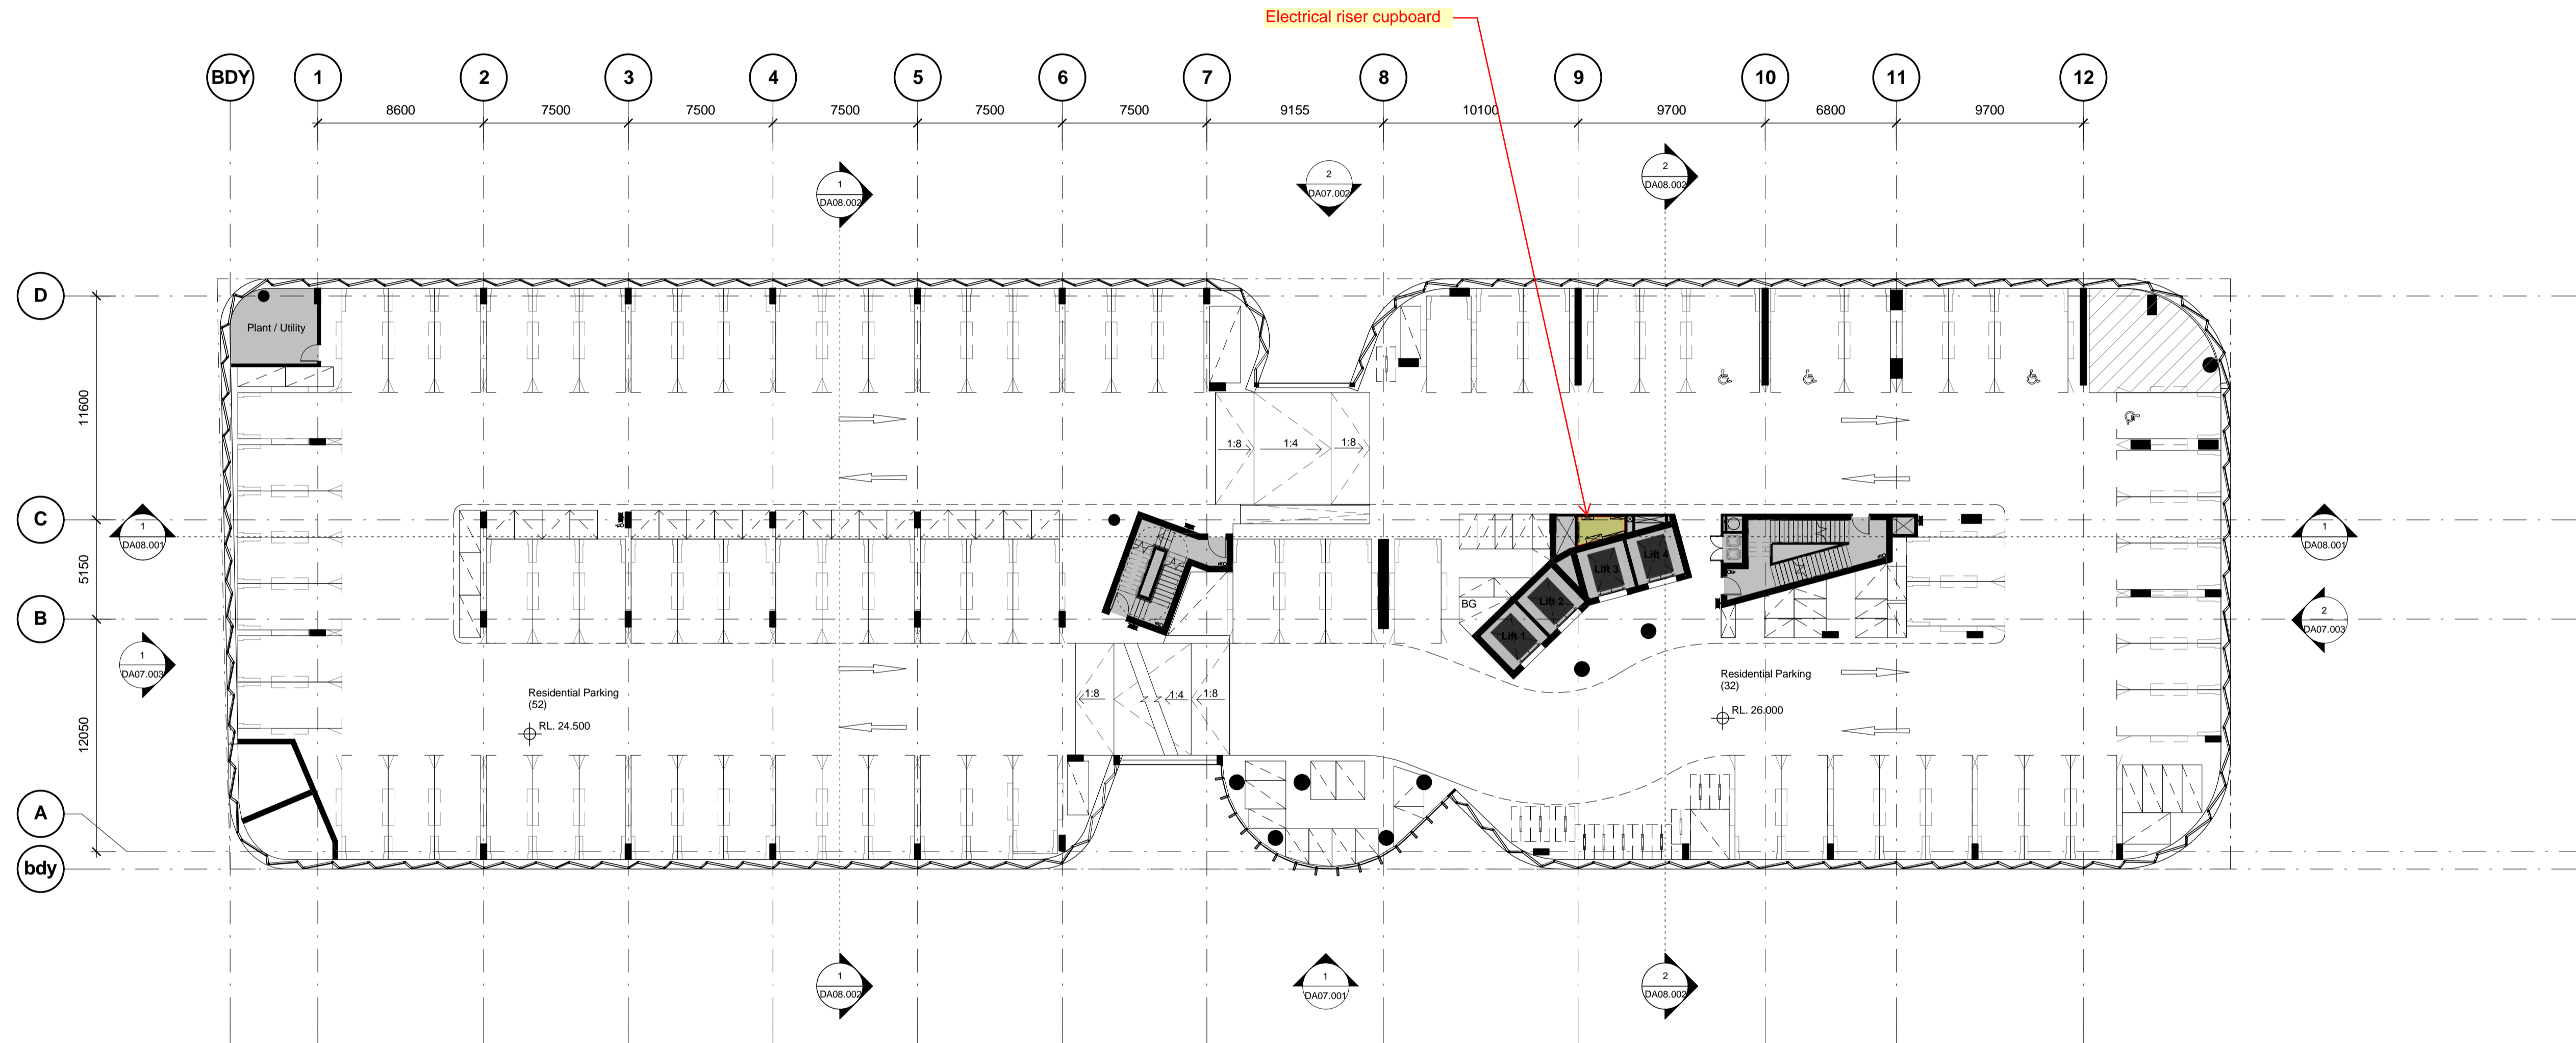 Electrical riser cupboard
BDY
1
2
3
4
5
6
7
8
9
10
11
12
8600
7500
7500
7500
7500
7500
9155
10100
9700
6800
9700
1
DA08.002
2
DA07.002
2
DA08.002
D
Plant / Utility
11600
1:8
1:4
1:8
C
1
DA08.001
1
DA08.001
5150
Lift 4
Lift 3
Lift 2
Lift 1
BG
B
1
DA07.003
2
DA07.003
12050
Residential Parking
(52)
RL. 24.500
1:8
1:4
1:8
Residential Parking
(32)
RL. 26.000
A
bdy
1
DA08.002
1
DA07.001
2
DA08.002